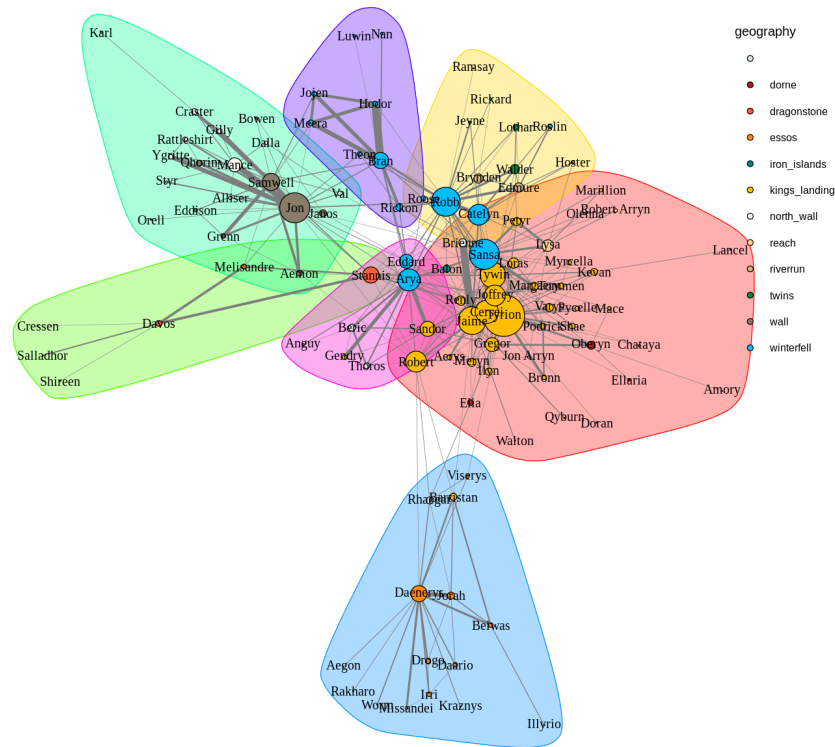 Karl
Luwin
Nan
geography
Ramsay
dorne
dragonstone
essos
iron_islands
kings_landing
north_wall
reach
riverrun
twins
wall
winterfell
Jojen
Hodor
Rickard
Craster
Bowen
Meera
Jeyne
Lothar
Roslin
Gilly
Rattleshirt
Dalla
Ygritte
Qhorin
Mance
Theon
Bran
Walder
Hoster
Styr
Samwell
Brynden
Edmure
Alliser
Val
Roose
Robb
Marillion
Eddison
Jon
Janos
Rickon
Catelyn
Petyr
Olenna
Robert Arryn
Orell
Grenn
Brienne
Lysa
Lancel
Sansa
Melisandre
Aemon
Stannis
Eddard
Balon
Loras
Myrcella
Kevan
Arya
Tywin
Margaery
Tommen
Joffrey
Renly
Cersei
Varys
Pycelle
Mace
Cressen
Davos
Beric
Sandor
Jaime
Tyrion
Podrick
Shae
Anguy
Gregor
Oberyn
Chataya
Salladhor
Gendry
Thoros
Robert
Aerys
Meryn
Jon Arryn
Ilyn
Bronn
Ellaria
Shireen
Amory
Elia
Qyburn
Doran
Walton
Viserys
Rhaegar
Barristan
Daenerys
Jorah
Belwas
Aegon
Drogo
Daario
Rakharo
Irri
Worm
Missandei
Kraznys
Illyrio